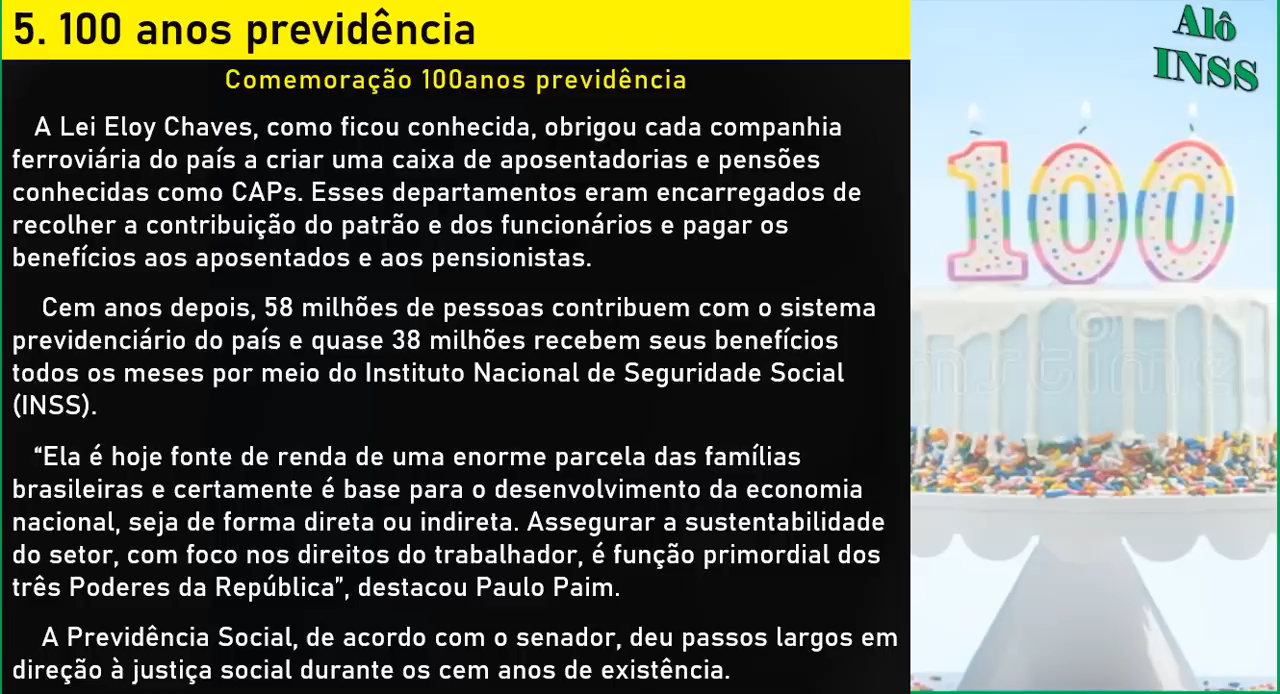 5. 100 anos previdência
Alô
INSS
Comemoração 100anos previdência
A Lei Eloy Chaves, como ficou conhecida, obrigou cada companhia
ferroviária do país a criar uma caixa de aposentadorias e pensões
conhecidas como CAPs. Esses departamentos eram encarregados de
recolher a contribuição do patrão e dos funcionários e pagar os
benefícios aos aposentados e aos pensionistas.
Cem anos depois, 58 milhões de pessoas contribuem com o sistema
previdenciário do país e quase 38 milhões recebem seus benefícios
todos os meses por meio do Instituto Nacional de Seguridade Social
(INSS).
“Ela é hoje fonte de renda de uma enorme parcela das famílias
brasileiras e certamente é base para o desenvolvimento da economia
nacional, seja de forma direta ou indireta. Assegurar a sustentabilidade
do setor, com foco nos direitos do trabalhador, é função primordial dos
três Poderes da República”, destacou Paulo Paim.
A Previdência Social, de acordo com o senador, deu passos largos em
direção à justiça social durante os cem anos de existência.
100